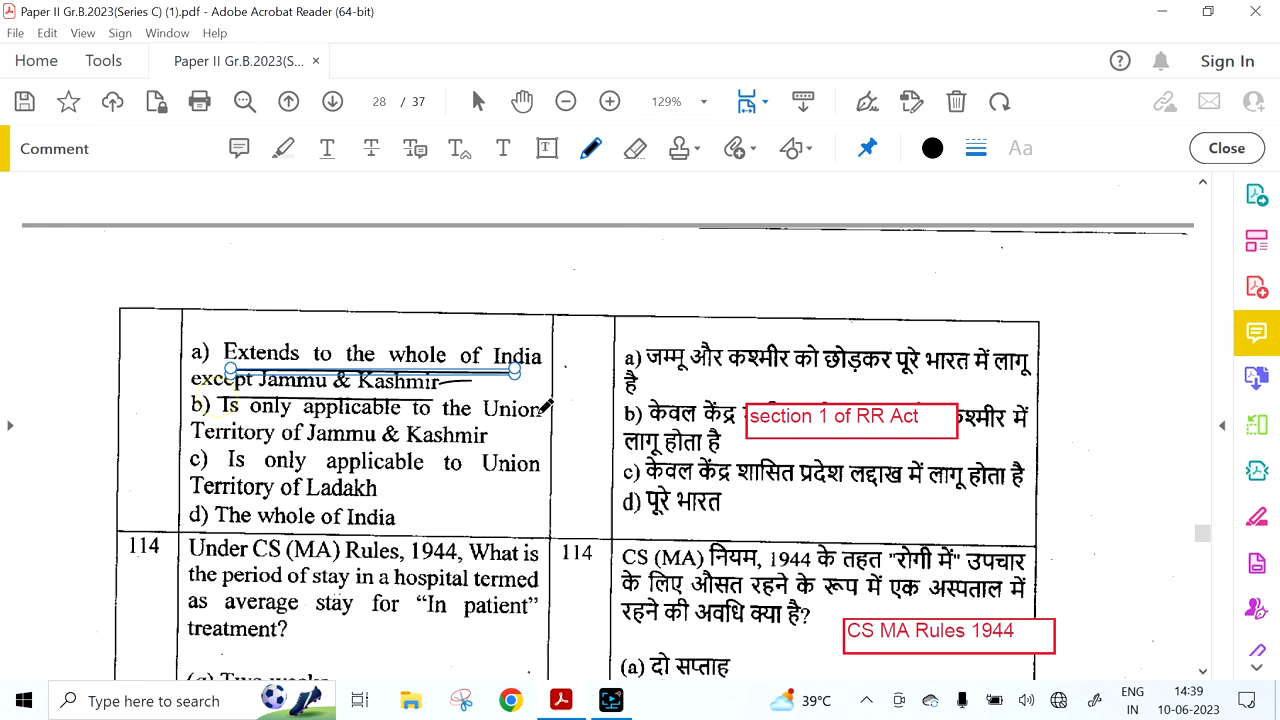 Paper II Gr.B.2023(Series C) (1).pdf - Adobe Acrobat Reader (64-bit)
File Edit View Sign Window Help
Home Tools Paper II Gr.B.2023(S... × Sign In
28 / 37 129%
Comment Close
a) Extends to the whole of India
except Jammu & Kashmir
b) Is only applicable to the Union
Territory of Jammu & Kashmir
c) Is only applicable to Union
Territory of Ladakh
d) The whole of India
a) जम्मू और कश्मीर को छोड़कर पूरे भारत में लागू
है
b) केवल केंद्र section 1 of RR Act कश्मीर में
लागू होता है
c) केवल केंद्र शासित प्रदेश लद्दाख में लागू होता है
d) पूरे भारत
114 Under CS (MA) Rules, 1944, What is
the period of stay in a hospital termed
as average stay for “In patient”
treatment?
(a) Two weeks
114 CS (MA) नियम, 1944 के तहत "रोगी में" उपचार
के लिए औसत रहने के रूप में एक अस्पताल में
रहने की अवधि क्या है?
CS MA Rules 1944
(a) दो सप्ताह
Type here to search
39°C
ENG
IN
14:39
10-06-2023